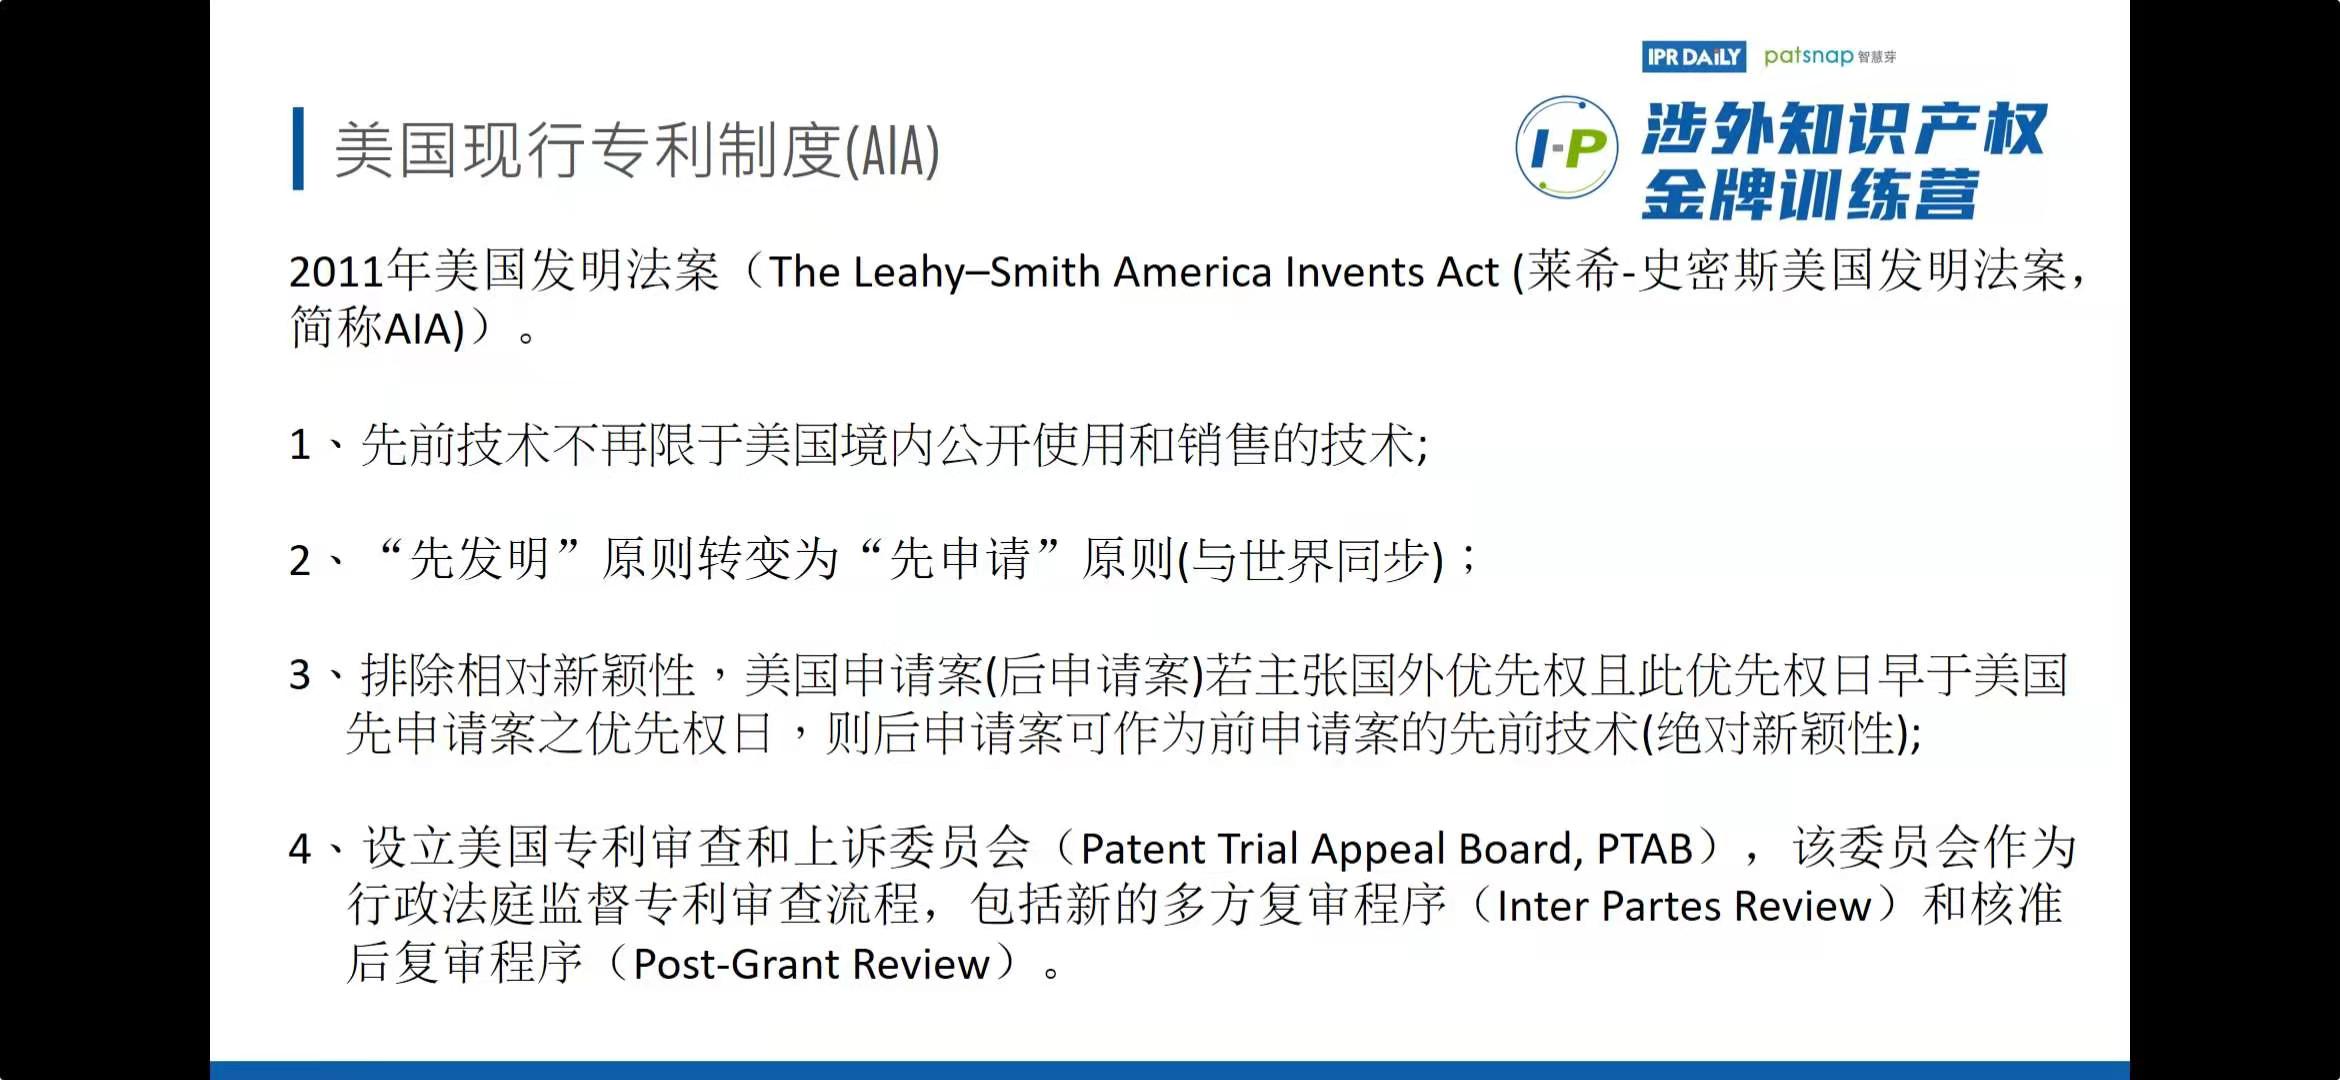 IPR DAiLY patsnap 智慧芽
I-P 涉外知识产权
金牌训练营
美国现行专利制度(AIA)
2011年美国发明法案（The Leahy–Smith America Invents Act (莱希-史密斯美国发明法案，
简称AIA)）。
1、先前技术不再限于美国境内公开使用和销售的技术;
2、“先发明”原则转变为“先申请”原则(与世界同步)；
3、排除相对新颖性，美国申请案(后申请案)若主张国外优先权且此优先权日早于美国
先申请案之优先权日，则后申请案可作为前申请案的先前技术(绝对新颖性);
4、设立美国专利审查和上诉委员会（Patent Trial Appeal Board, PTAB），该委员会作为
行政法庭监督专利审查流程，包括新的多方复审程序（Inter Partes Review）和核准
后复审程序（Post-Grant Review）。